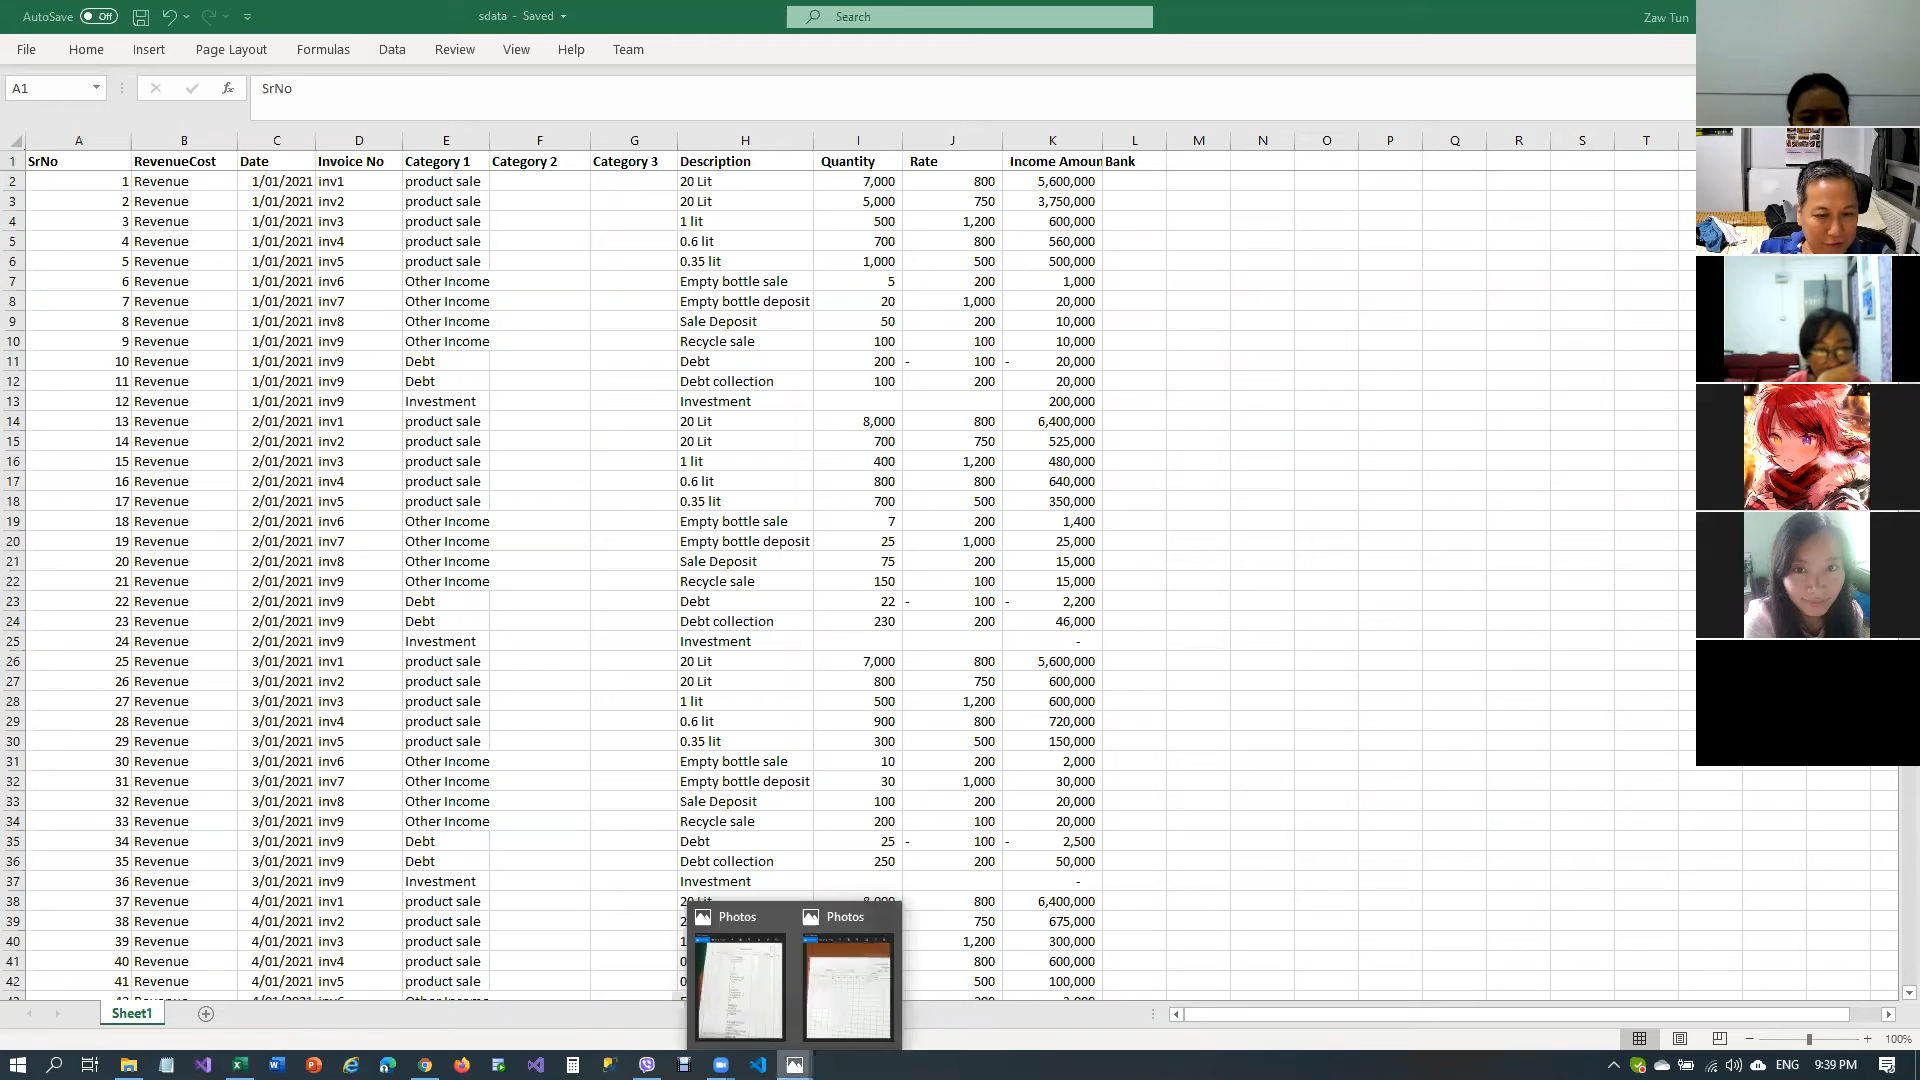 AutoSave Off sdata - Saved Search Zaw Tun
File Home Insert Page Layout Formulas Data Review View Help Team
A1 fx SrNo
A B C D E F G H I J K L M N O P Q R S T
1 SrNo RevenueCost Date Invoice No Category 1 Category 2 Category 3 Description Quantity Rate Income Amoun Bank
2 1 Revenue 1/01/2021 inv1 product sale 20 Lit 7,000 800 5,600,000
3 2 Revenue 1/01/2021 inv2 product sale 20 Lit 5,000 750 3,750,000
4 3 Revenue 1/01/2021 inv3 product sale 1 lit 500 1,200 600,000
5 4 Revenue 1/01/2021 inv4 product sale 0.6 lit 700 800 560,000
6 5 Revenue 1/01/2021 inv5 product sale 0.35 lit 1,000 500 500,000
7 6 Revenue 1/01/2021 inv6 Other Income Empty bottle sale 5 200 1,000
8 7 Revenue 1/01/2021 inv7 Other Income Empty bottle deposit 20 1,000 20,000
9 8 Revenue 1/01/2021 inv8 Other Income Sale Deposit 50 200 10,000
10 9 Revenue 1/01/2021 inv9 Other Income Recycle sale 100 100 10,000
11 10 Revenue 1/01/2021 inv9 Debt Debt 200 - 100 - 20,000
12 11 Revenue 1/01/2021 inv9 Debt Debt collection 100 200 20,000
13 12 Revenue 1/01/2021 inv9 Investment Investment 200,000
14 13 Revenue 2/01/2021 inv1 product sale 20 Lit 8,000 800 6,400,000
15 14 Revenue 2/01/2021 inv2 product sale 20 Lit 700 750 525,000
16 15 Revenue 2/01/2021 inv3 product sale 1 lit 400 1,200 480,000
17 16 Revenue 2/01/2021 inv4 product sale 0.6 lit 800 800 640,000
18 17 Revenue 2/01/2021 inv5 product sale 0.35 lit 700 500 350,000
19 18 Revenue 2/01/2021 inv6 Other Income Empty bottle sale 7 200 1,400
20 19 Revenue 2/01/2021 inv7 Other Income Empty bottle deposit 25 1,000 25,000
21 20 Revenue 2/01/2021 inv8 Other Income Sale Deposit 75 200 15,000
22 21 Revenue 2/01/2021 inv9 Other Income Recycle sale 150 100 15,000
23 22 Revenue 2/01/2021 inv9 Debt Debt 22 - 100 - 2,200
24 23 Revenue 2/01/2021 inv9 Debt Debt collection 230 200 46,000
25 24 Revenue 2/01/2021 inv9 Investment Investment -
26 25 Revenue 3/01/2021 inv1 product sale 20 Lit 7,000 800 5,600,000
27 26 Revenue 3/01/2021 inv2 product sale 20 Lit 800 750 600,000
28 27 Revenue 3/01/2021 inv3 product sale 1 lit 500 1,200 600,000
29 28 Revenue 3/01/2021 inv4 product sale 0.6 lit 900 800 720,000
30 29 Revenue 3/01/2021 inv5 product sale 0.35 lit 300 500 150,000
31 30 Revenue 3/01/2021 inv6 Other Income Empty bottle sale 10 200 2,000
32 31 Revenue 3/01/2021 inv7 Other Income Empty bottle deposit 30 1,000 30,000
33 32 Revenue 3/01/2021 inv8 Other Income Sale Deposit 100 200 20,000
34 33 Revenue 3/01/2021 inv9 Other Income Recycle sale 200 100 20,000
35 34 Revenue 3/01/2021 inv9 Debt Debt 25 - 100 - 2,500
36 35 Revenue 3/01/2021 inv9 Debt Debt collection 250 200 50,000
37 36 Revenue 3/01/2021 inv9 Investment Investment -
38 37 Revenue 4/01/2021 inv1 product sale 20 Lit 8,000 800 6,400,000
39 38 Revenue 4/01/2021 inv2 product sale 2 750 675,000
40 39 Revenue 4/01/2021 inv3 product sale 1 1,200 300,000
41 40 Revenue 4/01/2021 inv4 product sale 0 800 600,000
42 41 Revenue 4/01/2021 inv5 product sale 0 500 100,000
Photos Photos
Sheet1
100%
ENG 9:39 PM